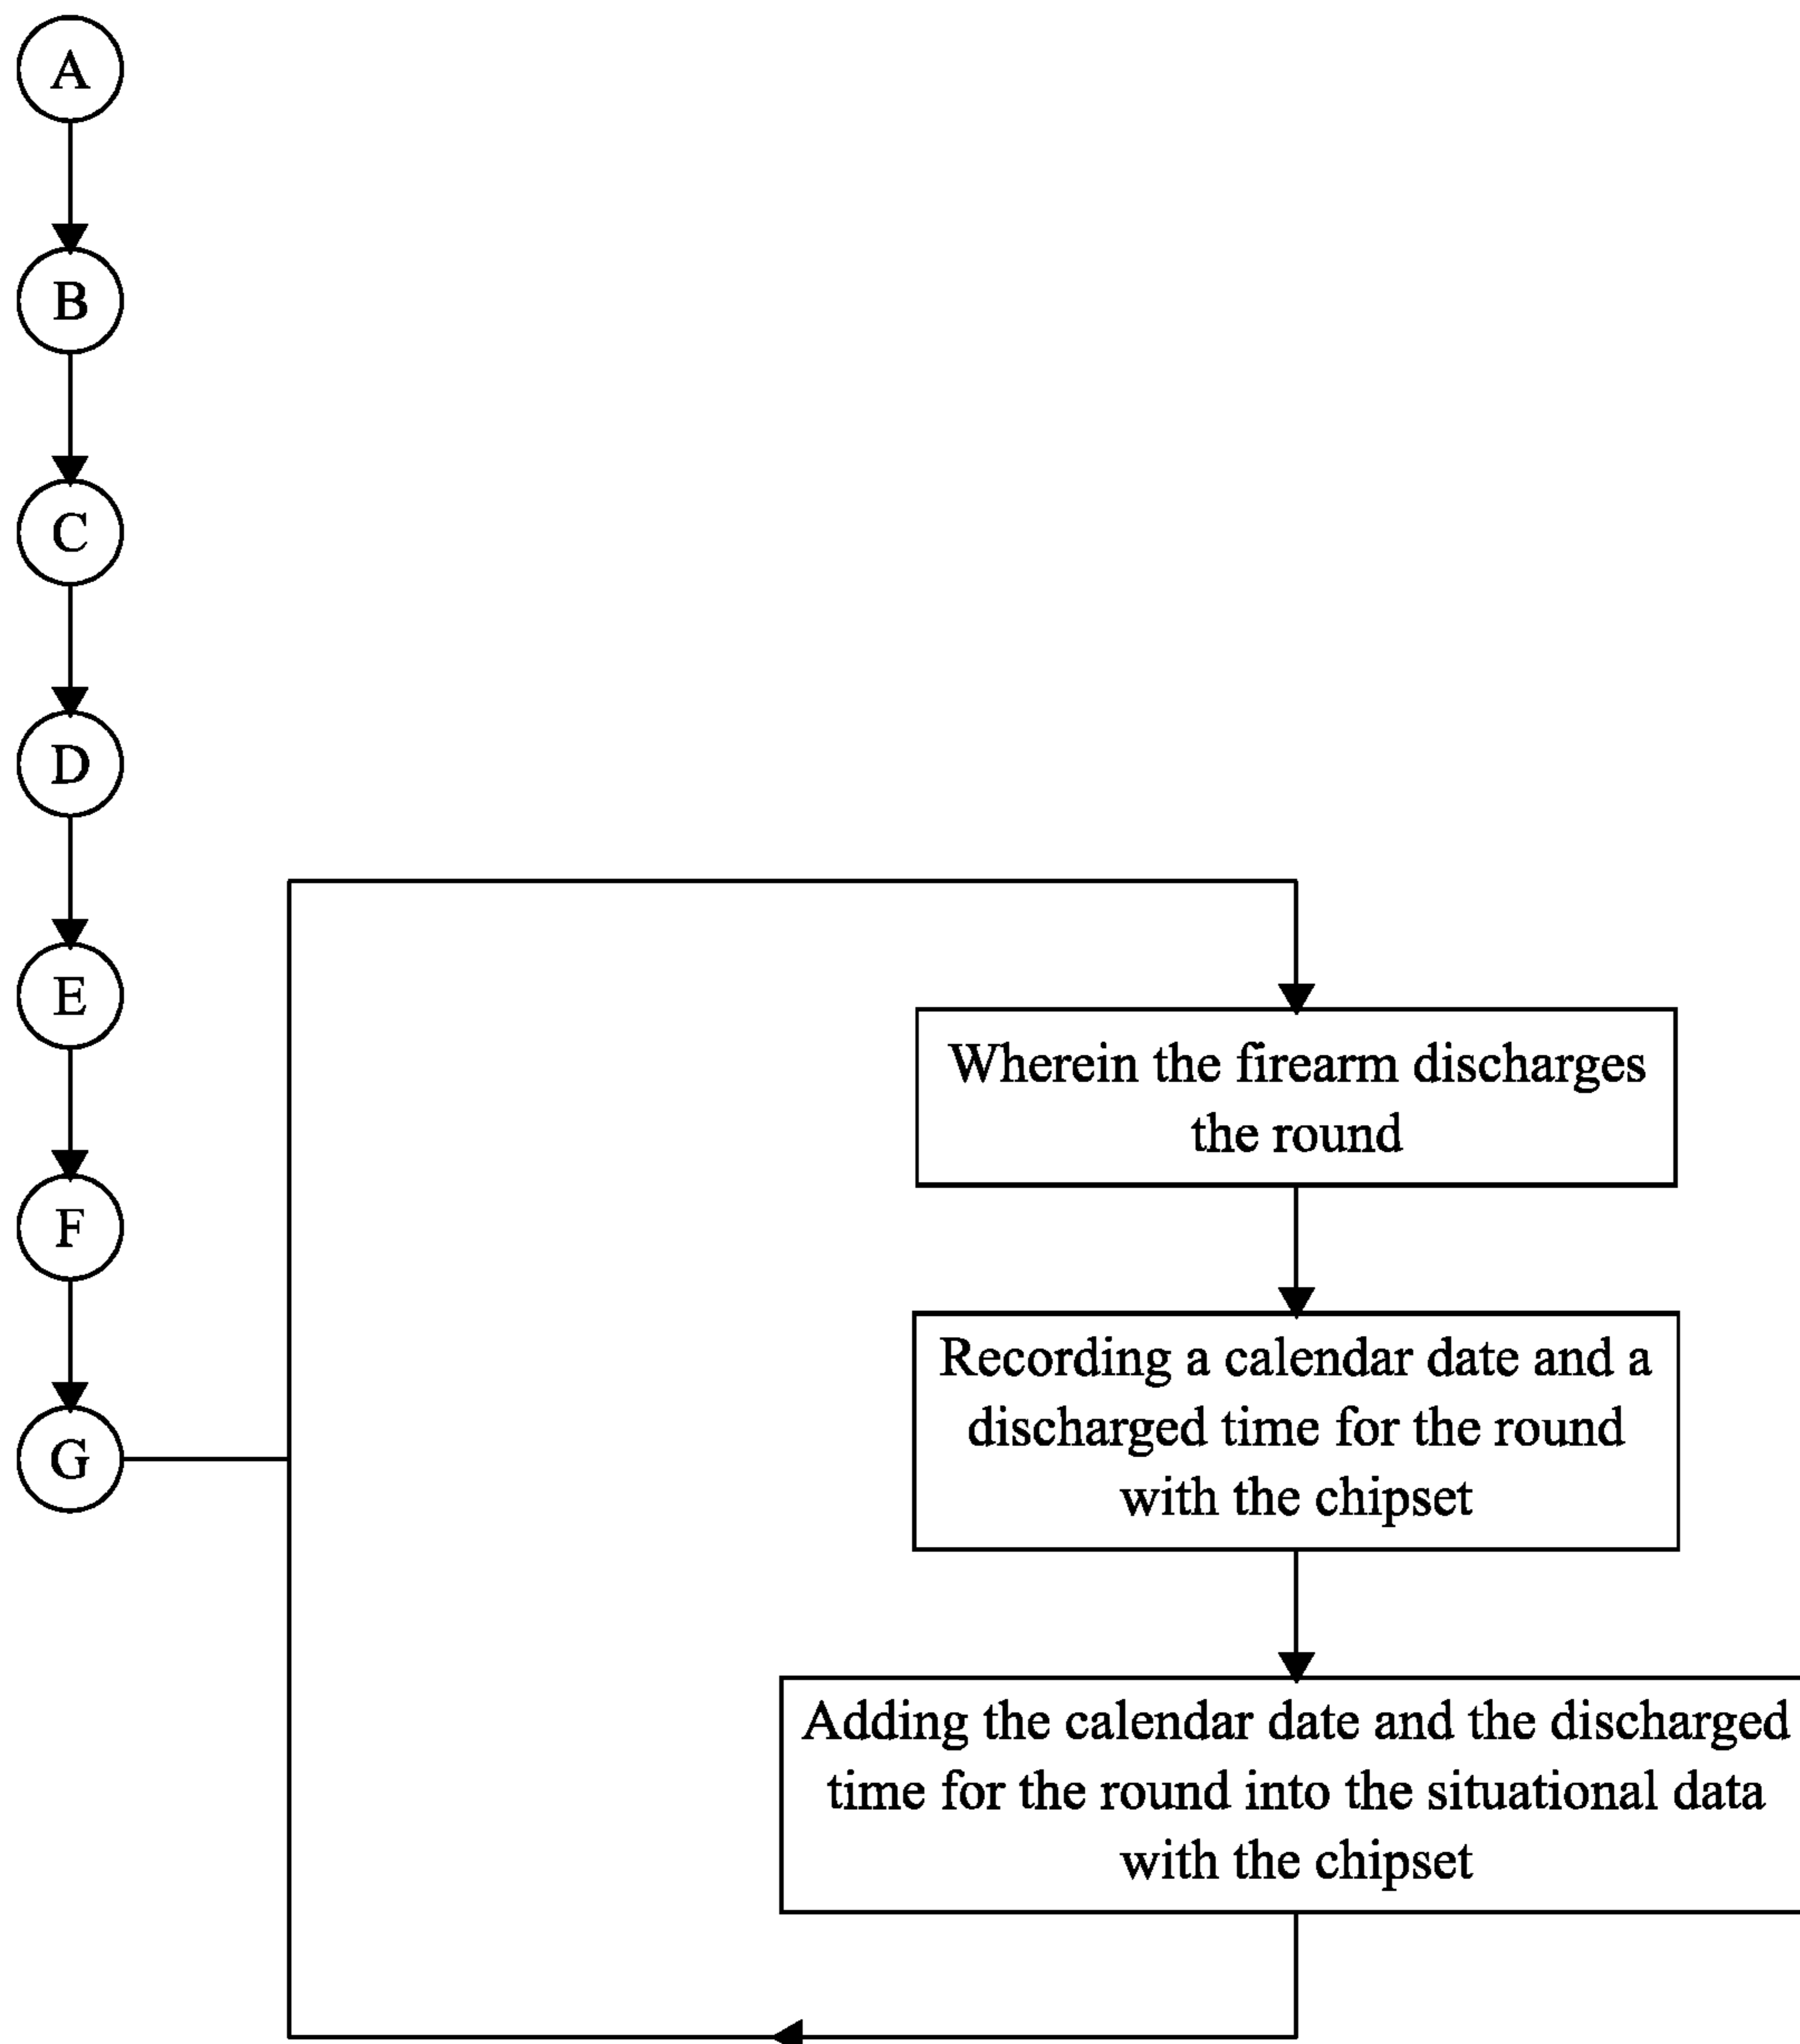 A
B
C
D
E
F
G
Wherein the firearm discharges
the round
Recording a calendar date and a
discharged time for the round
with the chipset
Adding the calendar date and the discharged
time for the round into the situational data
with the chipset